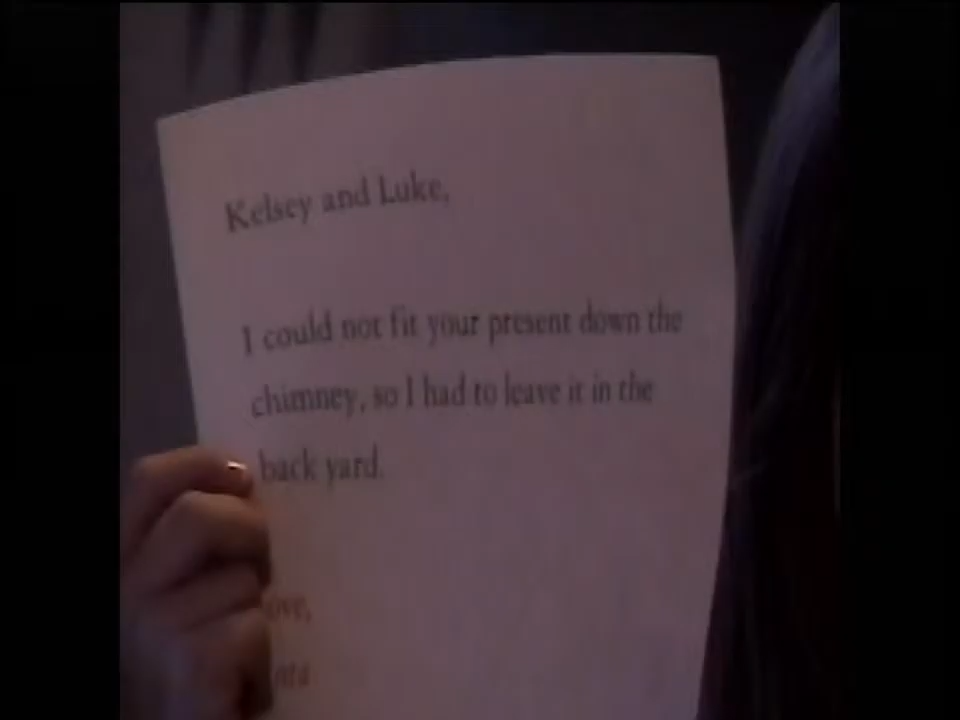 Kelsey and Luke,
I could not fit your present down the
chimney, so I had to leave it in the
back yard.